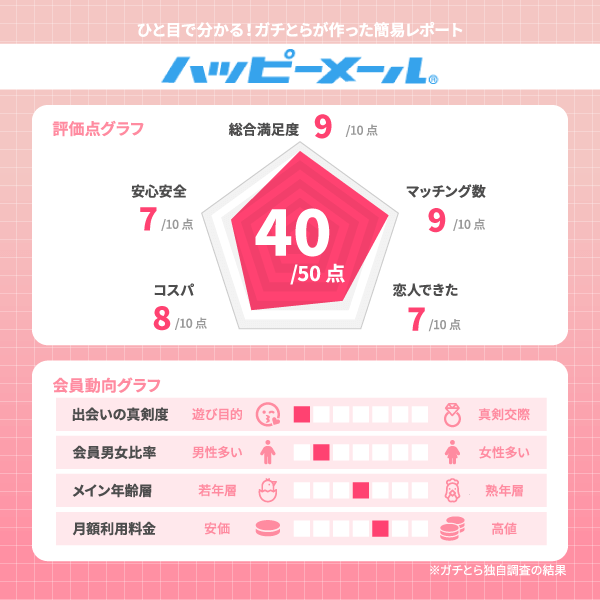 ひと目で分かる！ガチとらが作った簡易レポート
ハッピーメール®
評価点グラフ
総合満足度 9 /10 点
安心安全
7 /10 点
マッチング数
9 /10 点
40
/50 点
コスパ
8 /10 点
恋人できた
7 /10 点
会員動向グラフ
出会いの真剣度 遊び目的 真剣交際
会員男女比率 男性多い 女性多い
メイン年齢層 若年層 熟年層
月額利用料金 安価 高値
※ガチとら独自調査の結果